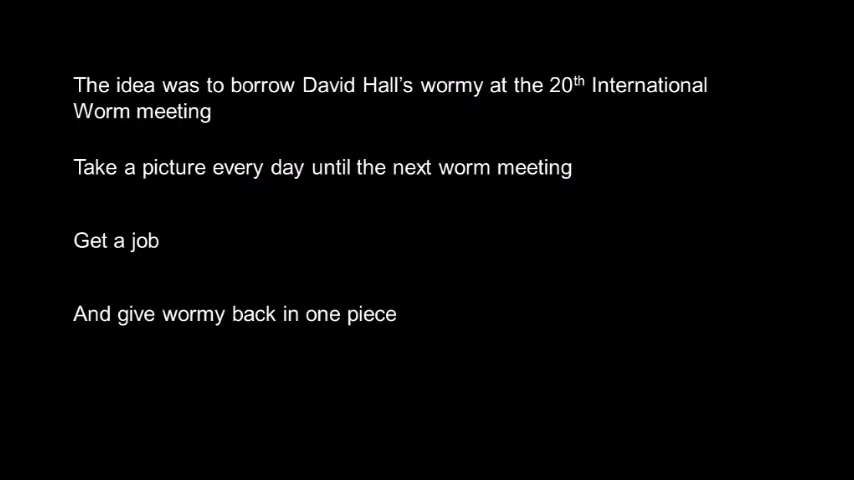 The idea was to borrow David Hall’s wormy at the 20th International
Worm meeting
Take a picture every day until the next worm meeting
Get a job
And give wormy back in one piece